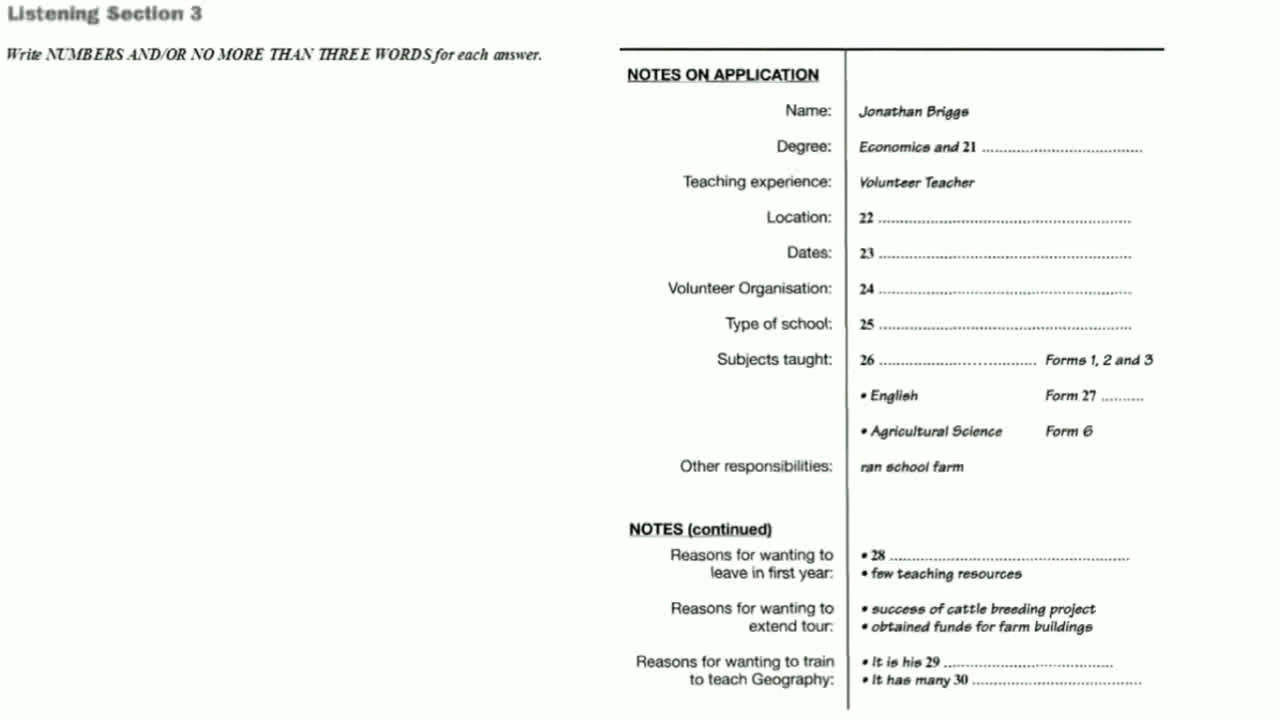 Listening Section 3
Write NUMBERS AND/OR NO MORE THAN THREE WORDS for each answer.
NOTES ON APPLICATION
Name: Jonathan Briggs
Degree: Economics and 21 ........................................
Teaching experience: Volunteer Teacher
Location: 22 ................................................................
Dates: 23 ................................................................
Volunteer Organisation: 24 ................................................................
Type of school: 25 ................................................................
Subjects taught: 26 ........................................ Forms 1, 2 and 3
• English Form 27 ..........
• Agricultural Science Form 6
Other responsibilities: ran school farm
NOTES (continued)
Reasons for wanting to • 28 ............................................................
leave in first year: • few teaching resources
Reasons for wanting to • success of cattle breeding project
extend tour: • obtained funds for farm buildings
Reasons for wanting to train • It is his 29 ...........................................
to teach Geography: • It has many 30 ...........................................